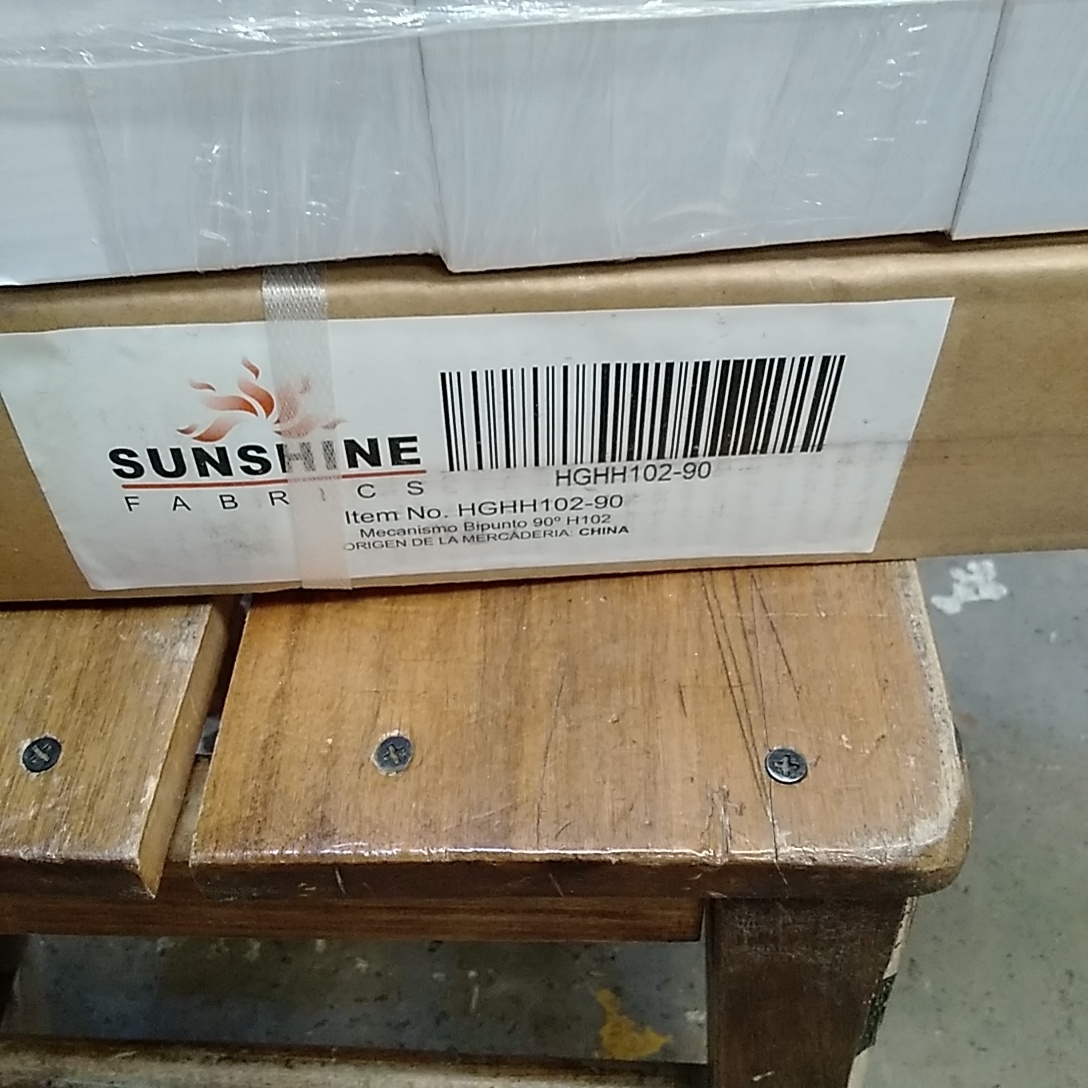 SUNSHINE
FABRICS
HGHH102-90
Item No. HGHH102-90
Mecanismo Bipunto 90º H102
ORIGEN DE LA MERCADERIA: CHINA